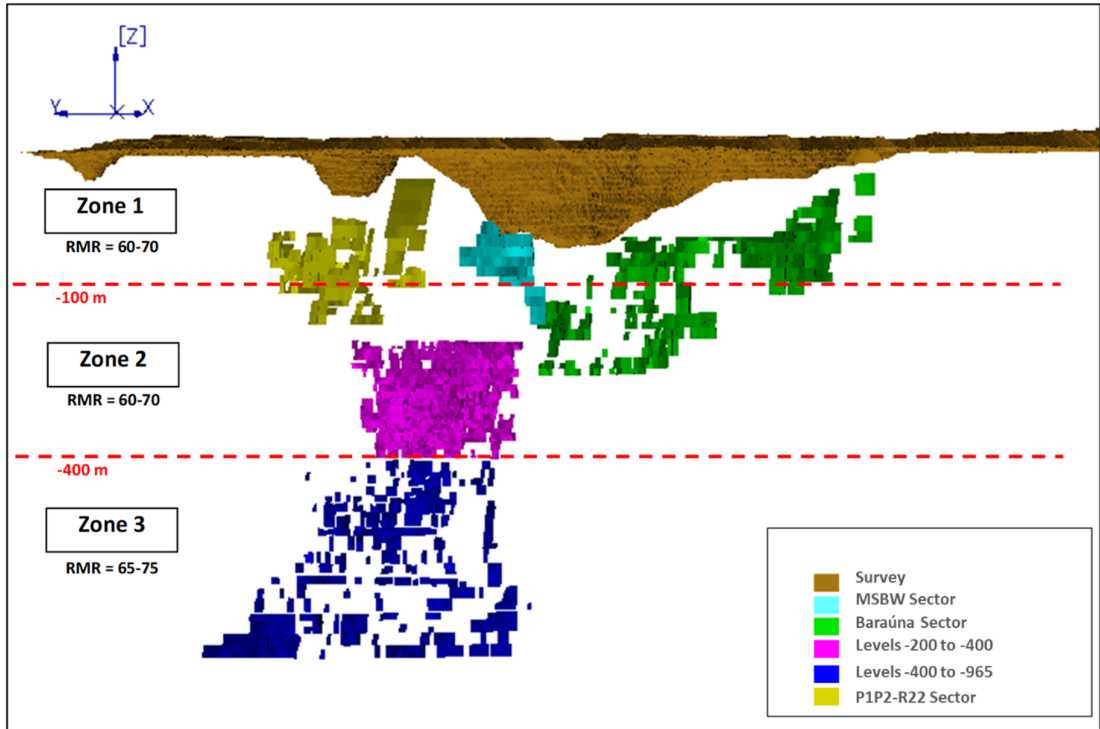 [Z]
Y X
Zone 1
RMR = 60-70
-100 m
Zone 2
RMR = 60-70
-400 m
Zone 3
RMR = 65-75
Survey
MSBW Sector
Baraúna Sector
Levels -200 to -400
Levels -400 to -965
P1P2-R22 Sector